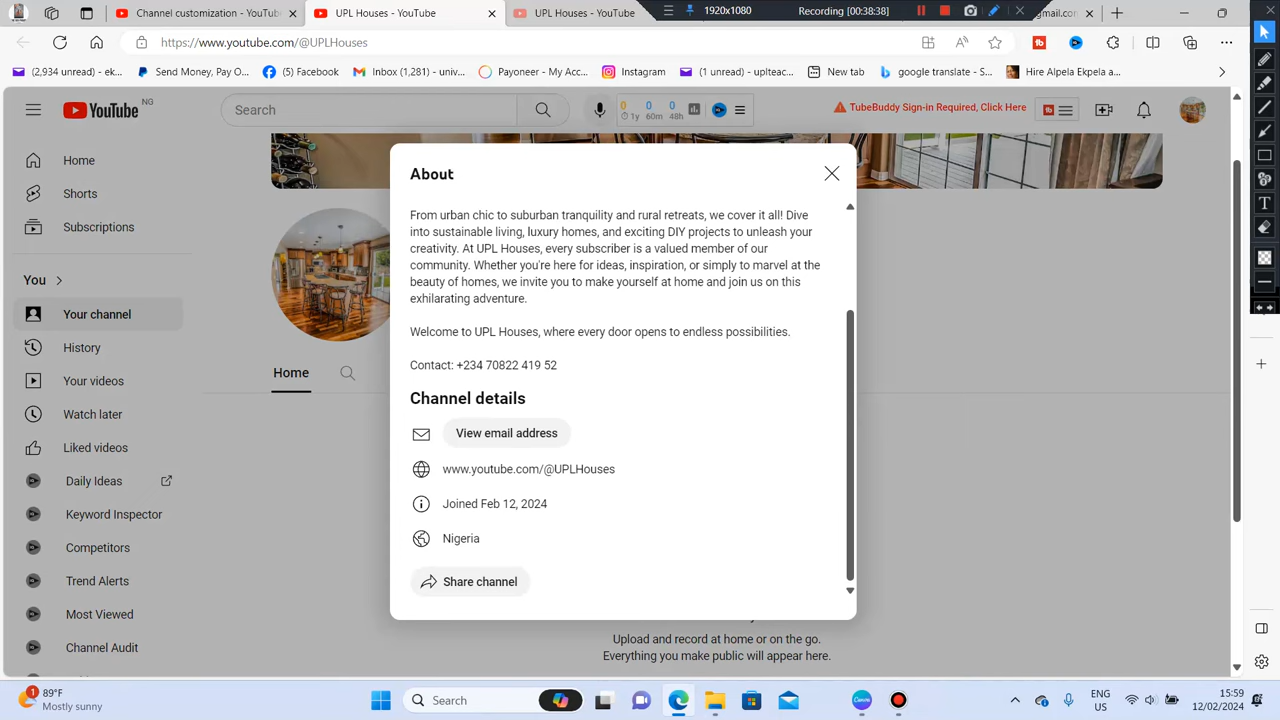 Channel customization - YouTube
UPL Houses - YouTube
UPL Houses - YouTube
1920x1080
Recording [00:38:38]
gmail.com
https://www.youtube.com/@UPLHouses
(2,934 unread) - ek...
Send Money, Pay O...
(5) Facebook
Inbox (1,281) - univ...
Payoneer - My Acco...
Instagram
(1 unread) - uplteac...
New tab
google translate - S...
Hire Alpela Ekpela a...
YouTube NG
Search
0 0 0
1y 60m 48h
TubeBuddy Sign-in Required, Click Here
Home
Shorts
Subscriptions
You
Your channel
History
Your videos
Watch later
Liked videos
Daily Ideas
Keyword Inspector
Competitors
Trend Alerts
Most Viewed
Channel Audit
Home
About
From urban chic to suburban tranquility and rural retreats, we cover it all! Dive
into sustainable living, luxury homes, and exciting DIY projects to unleash your
creativity. At UPL Houses, every subscriber is a valued member of our
community. Whether you're here for ideas, inspiration, or simply to marvel at the
beauty of homes, we invite you to make yourself at home and join us on this
exhilarating adventure.
Welcome to UPL Houses, where every door opens to endless possibilities.
Contact: +234 70822 419 52
Channel details
View email address
www.youtube.com/@UPLHouses
Joined Feb 12, 2024
Nigeria
Share channel
Upload and record at home or on the go.
Everything you make public will appear here.
1
89°F
Mostly sunny
Search
ENG
US
15:59
12/02/2024